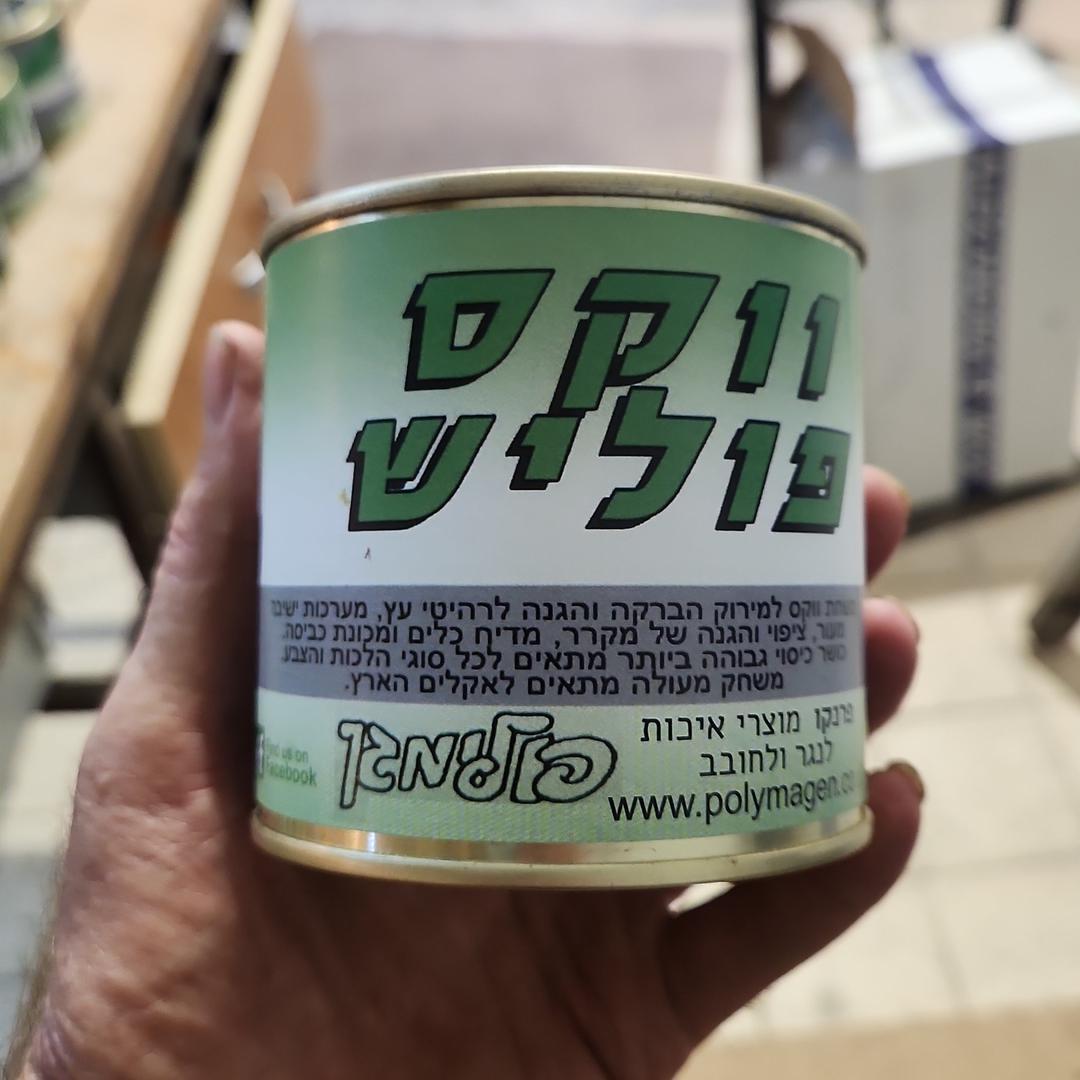 ווקס
פוליש
משחת ווקס למירוק הברקה והגנה לרהיטי עץ, מערכות ישיבה
מעור, ציפוי והגנה של מקרר, מדיח כלים ומכונת כביסה.
כושר כיסוי גבוהה ביותר מתאים לכל סוגי הלכות והצבע.
משחק מעולה מתאים לאקלים הארץ.
פרנקו מוצרי איכות
לנגר ולחובב
www.polymagen.co
פולימגן
Find us on
Facebook